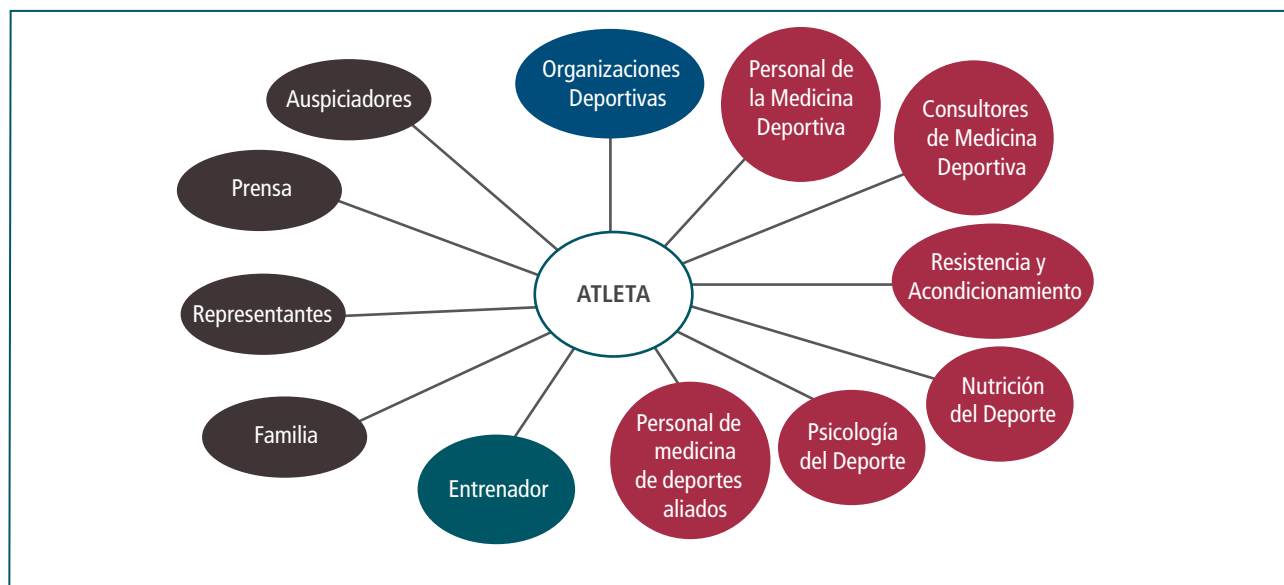 Organizaciones
Deportivas
Personal de
la Medicina
Deportiva
Auspiciadores
Consultores
de Medicina
Deportiva
Prensa
Resistencia y
Acondicionamiento
ATLETA
Representantes
Nutrición
del Deporte
Familia
Personal de
medicina
de deportes
aliados
Psicología
del Deporte
Entrenador